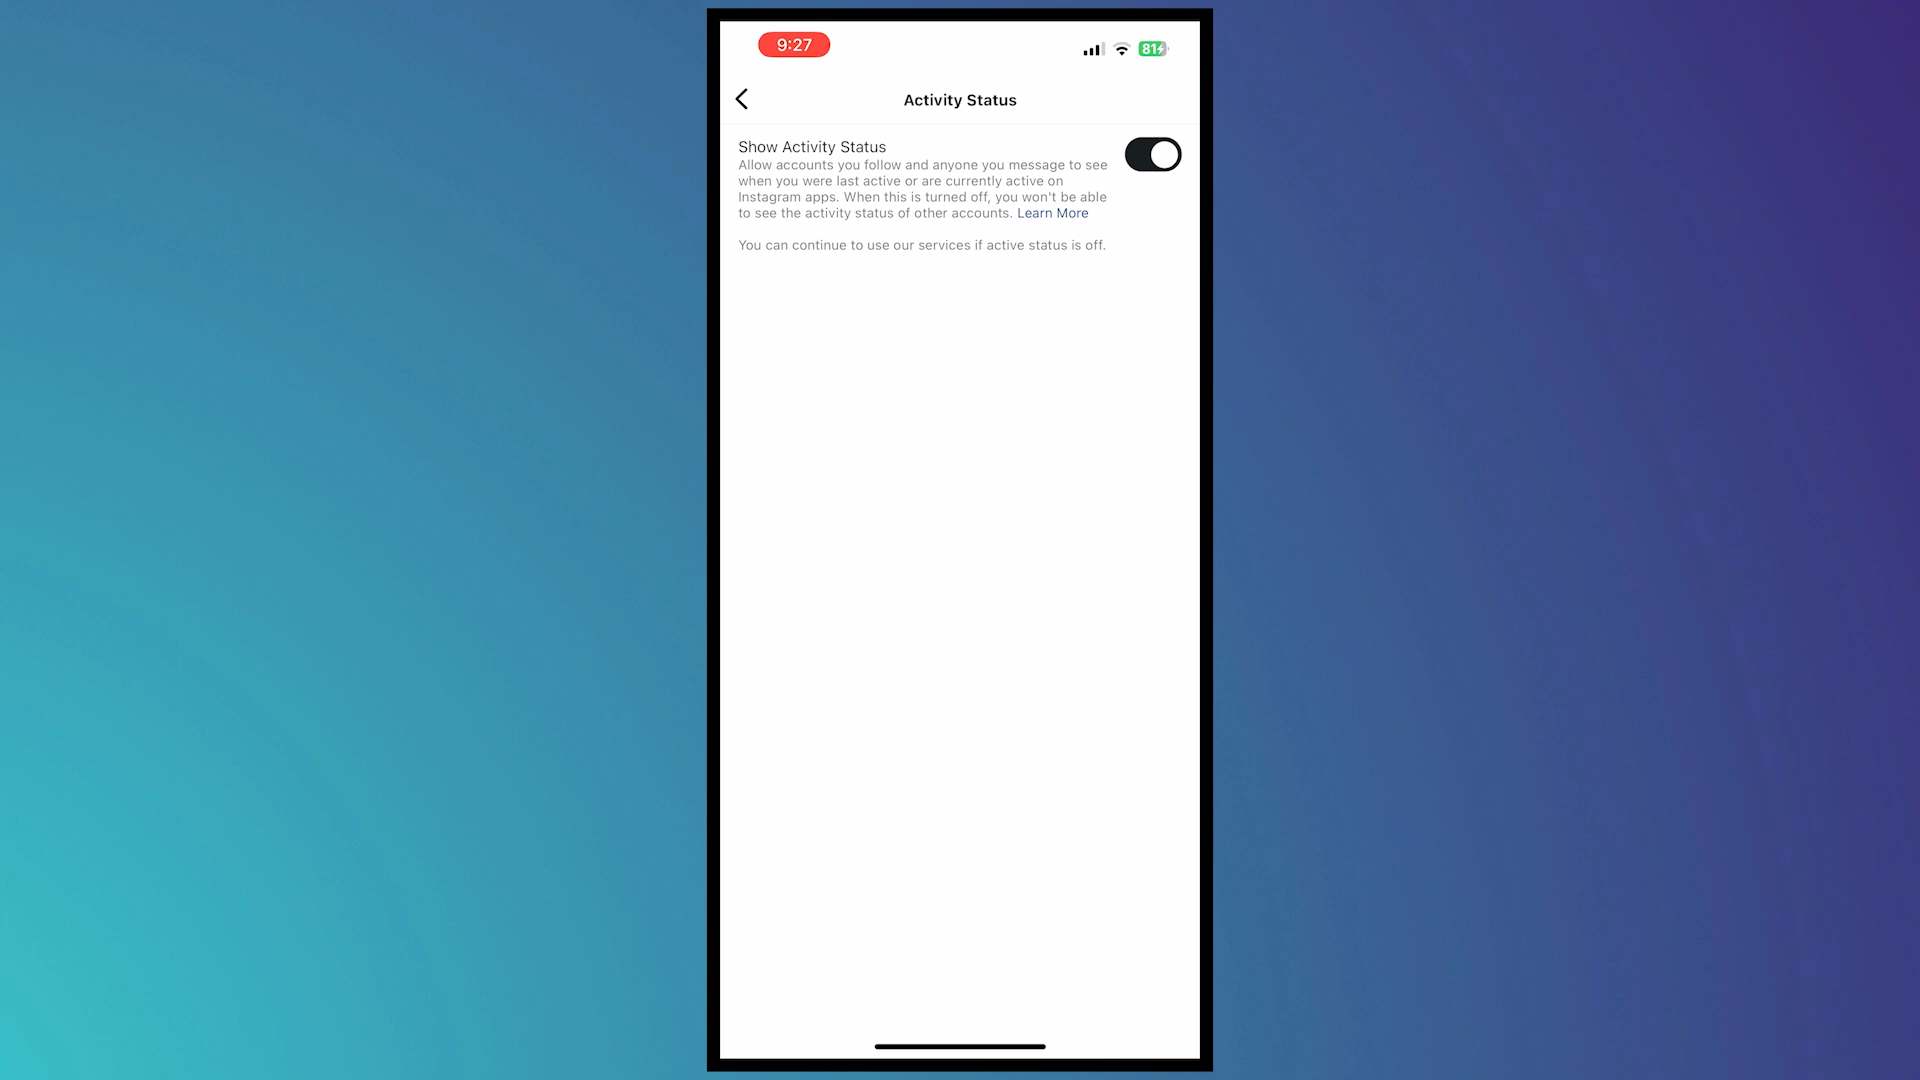 9:27
81
Activity Status
Show Activity Status
Allow accounts you follow and anyone you message to see
when you were last active or are currently active on
Instagram apps. When this is turned off, you won't be able
to see the activity status of other accounts. Learn More
You can continue to use our services if active status is off.